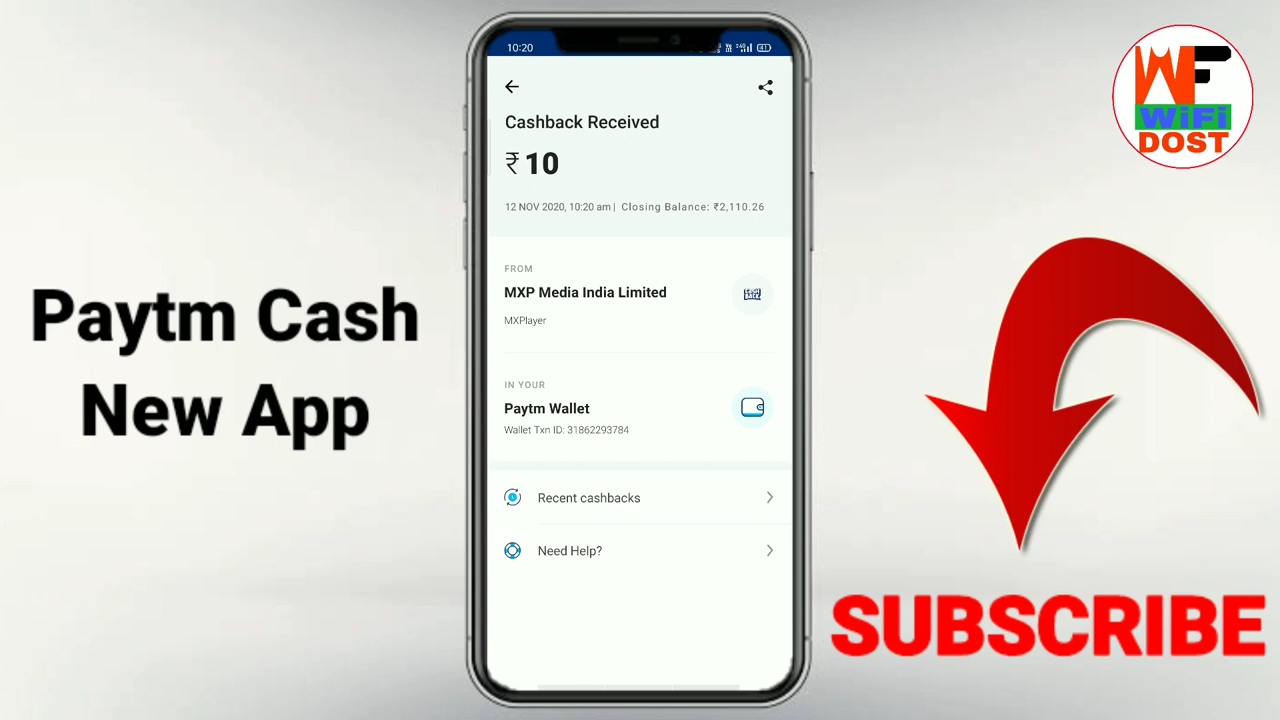 10:20
Cashback Received
₹10
12 NOV 2020, 10:20 am | Closing Balance: ₹2,110.26
FROM
MXP Media India Limited
MXPlayer
IN YOUR
Paytm Wallet
Wallet Txn ID: 31862293784
Recent cashbacks
Need Help?
Paytm Cash
New App
WF
WiFi
DOST
SUBSCRIBE